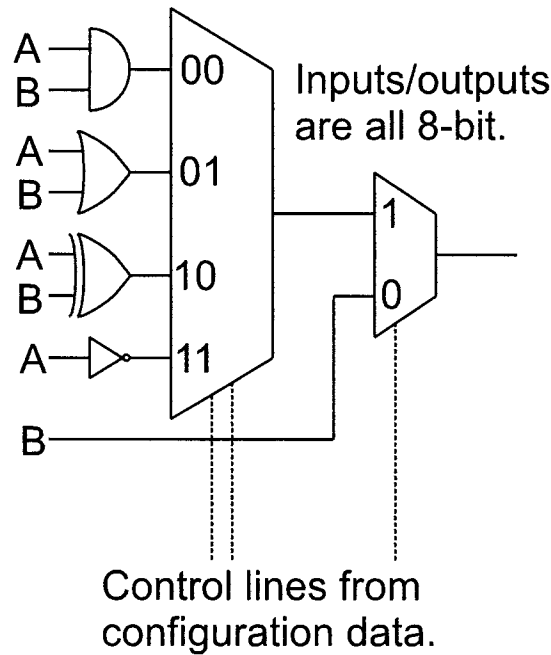 A
B
00
Inputs/outputs
are all 8-bit.
A
B
01
1
A
B
10
0
A
11
B
Control lines from
configuration data.